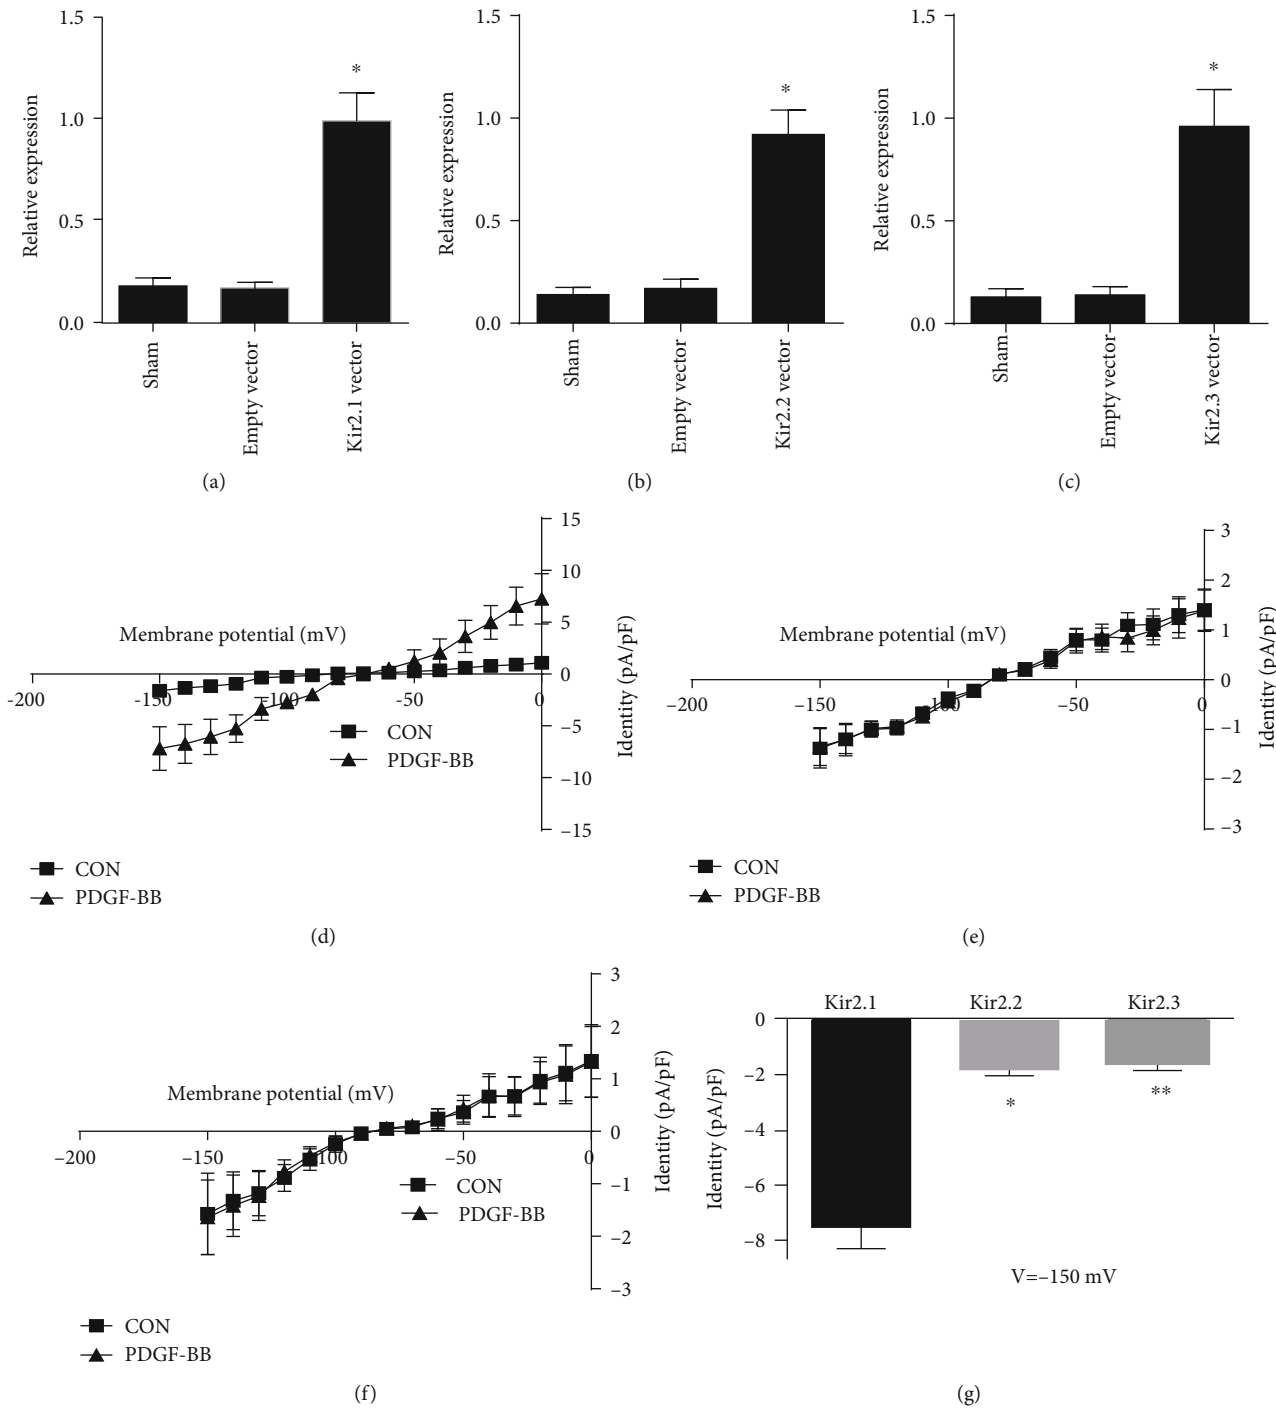 1.5
1.0
0.5
0.0
Relative expression
*
Sham
Empty vector
Kir2.1 vector
(a)
1.5
1.0
0.5
0.0
Relative expression
*
Sham
Empty vector
Kir2.2 vector
(b)
1.5
1.0
0.5
0.0
Relative expression
*
Sham
Empty vector
Kir2.3 vector
(c)
15
10
5
0
–5
–10
–15
Identity (pA/pF)
Membrane potential (mV)
–200
–150
–100
–50
0
CON
PDGF-BB
CON
PDGF-BB
(d)
3
2
1
0
–1
–2
–3
Identity (pA/pF)
Membrane potential (mV)
–200
–150
–100
–50
0
CON
PDGF-BB
(e)
3
2
1
0
–1
–2
–3
Identity (pA/pF)
Membrane potential (mV)
–200
–150
–100
–50
0
CON
PDGF-BB
CON
PDGF-BB
(f)
Kir2.1 Kir2.2 Kir2.3
0
–2
–4
–6
–8
Identity (pA/pF)
*
**
V=–150 mV
(g)